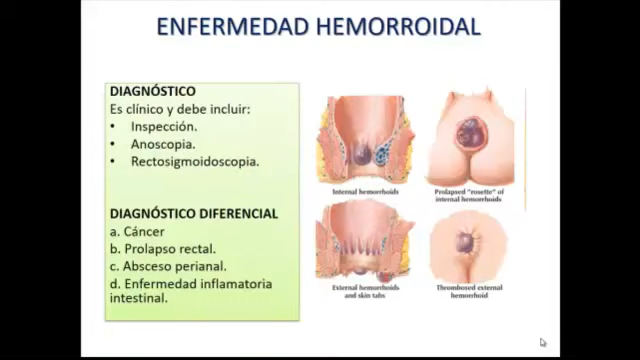 ENFERMEDAD HEMORROIDAL
DIAGNÓSTICO
Es clínico y debe incluir:
• Inspección.
• Anoscopia.
• Rectosigmoidoscopia.
DIAGNÓSTICO DIFERENCIAL
a. Cáncer
b. Prolapso rectal.
c. Absceso perianal.
d. Enfermedad inflamatoria
intestinal.
Internal hemorrhoids
Prolapsed "rosette" of
internal hemorrhoids
External hemorrhoids
and skin tabs
Thrombosed external
hemorrhoid